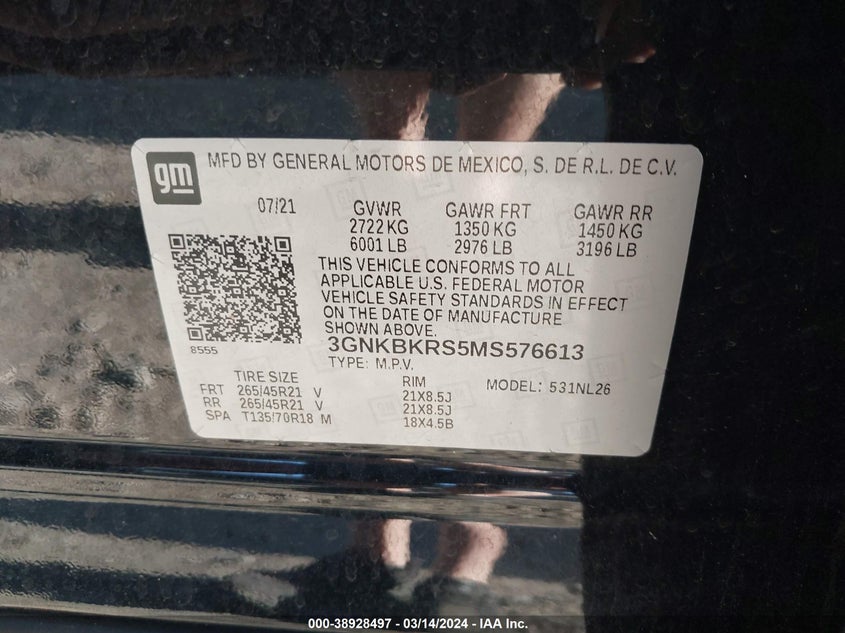 gm MFD BY GENERAL MOTORS DE MEXICO, S. DE R.L. DE C.V.
07/21 GVWR GAWR FRT GAWR RR
2722 KG 1350 KG 1450 KG
6001 LB 2976 LB 3196 LB
THIS VEHICLE CONFORMS TO ALL
APPLICABLE U.S. FEDERAL MOTOR
VEHICLE SAFETY STANDARDS IN EFFECT
ON THE DATE OF MANUFACTURE
SHOWN ABOVE.
8555
3GNKBKRS5MS576613
TYPE: M.P.V.
TIRE SIZE RIM MODEL: 531NL26
FRT 265/45R21 V 21X8.5J
RR 265/45R21 V 21X8.5J
SPA T135/70R18 M 18X4.5B
000-38928497 - 03/14/2024 - IAA Inc.